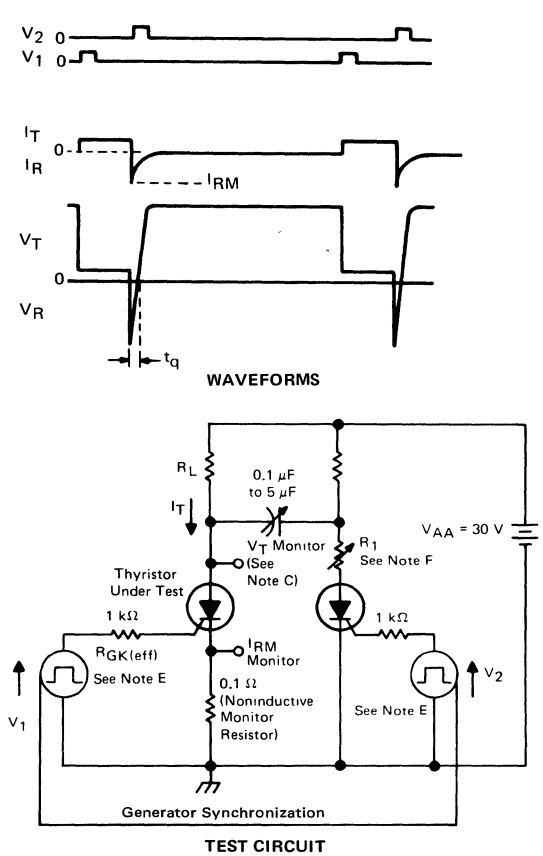 V2 0
V1 0
IT
0
IR
IRM
VT
0
VR
tq
WAVEFORMS
RL
0.1 μF
to 5 μF
IT
VAA = 30 V
VT Monitor
(See
Note C)
R1
See Note F
Thyristor
Under Test
1 kΩ
1 kΩ
RGK(eff)
IRM
Monitor
See Note E
0.1 Ω
(Noninductive
Monitor
Resistor)
V1
V2
See Note E
Generator Synchronization
TEST CIRCUIT